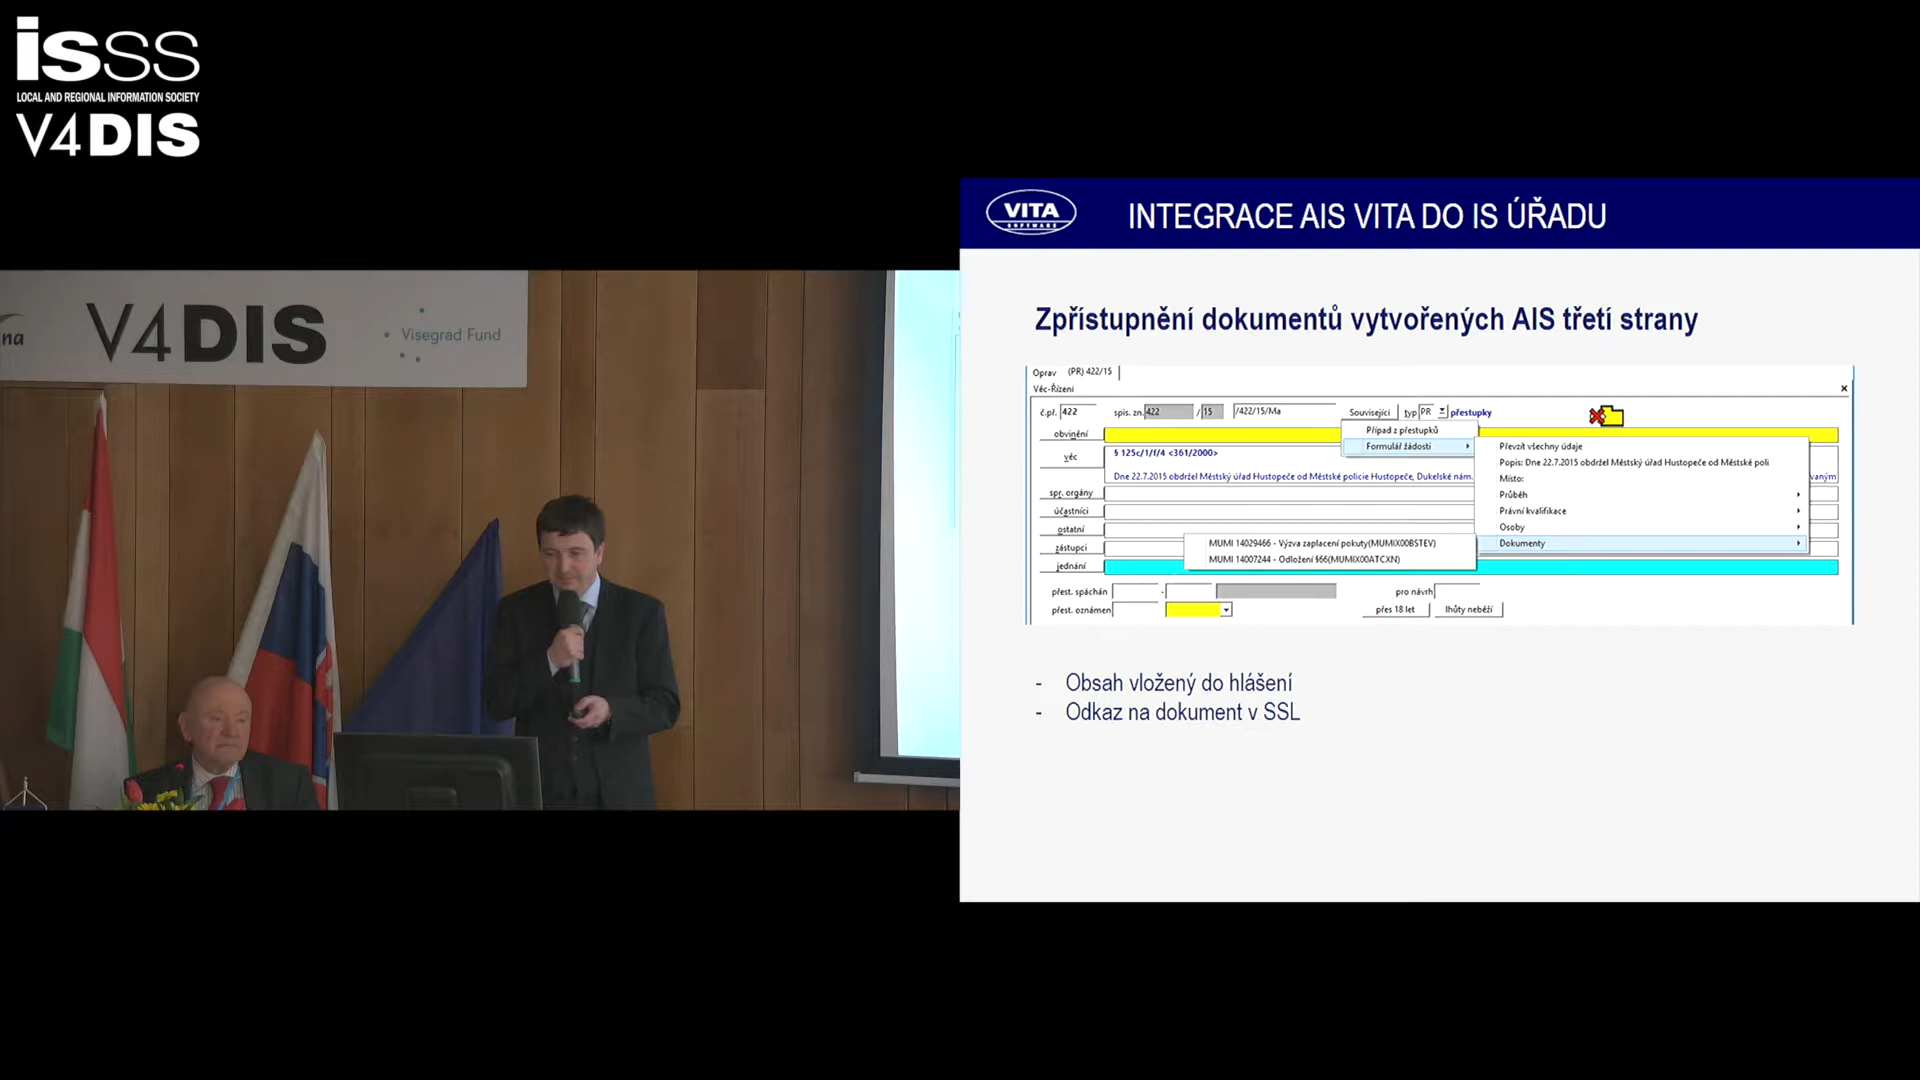 isss
LOCAL AND REGIONAL INFORMATION SOCIETY
V4DIS
na
V4DIS
Visegrad Fund
VITA
SOFTWARE
INTEGRACE AIS VITA DO IS ÚŘADU
Zpřístupnění dokumentů vytvořených AIS třetí strany
Oprav (PR) 422/15
Věc-Řízení
č.př. 422 spis. zn. 422 / 15 /422/15/Ma Související typ PR přestupky
obvinění
Případ z přestupků
Formulář žádosti
věc
§ 125c/1/f/4 <361/2000>
Dne 22.7.2015 obdržel Městský úřad Hustopeče od Městské policie Hustopeče, Dukelské nám.
vaným
Převzít všechny údaje
Popis: Dne 22.7.2015 obdržel Městský úřad Hustopeče od Městské poli
Místo:
Průběh
Právní kvalifikace
Osoby
Dokumenty
spr. orgány
účastníci
ostatní
zástupci
jednání
MUMI 14029466 - Výzva zaplacení pokuty(MUMIX00BSTEV)
MUMI 14007244 - Odložení §66(MUMIX00ATCXN)
přest. spáchán - pro návrh
přest. oznámen přes 18 let lhůty neběží
- Obsah vložený do hlášení
- Odkaz na dokument v SSL